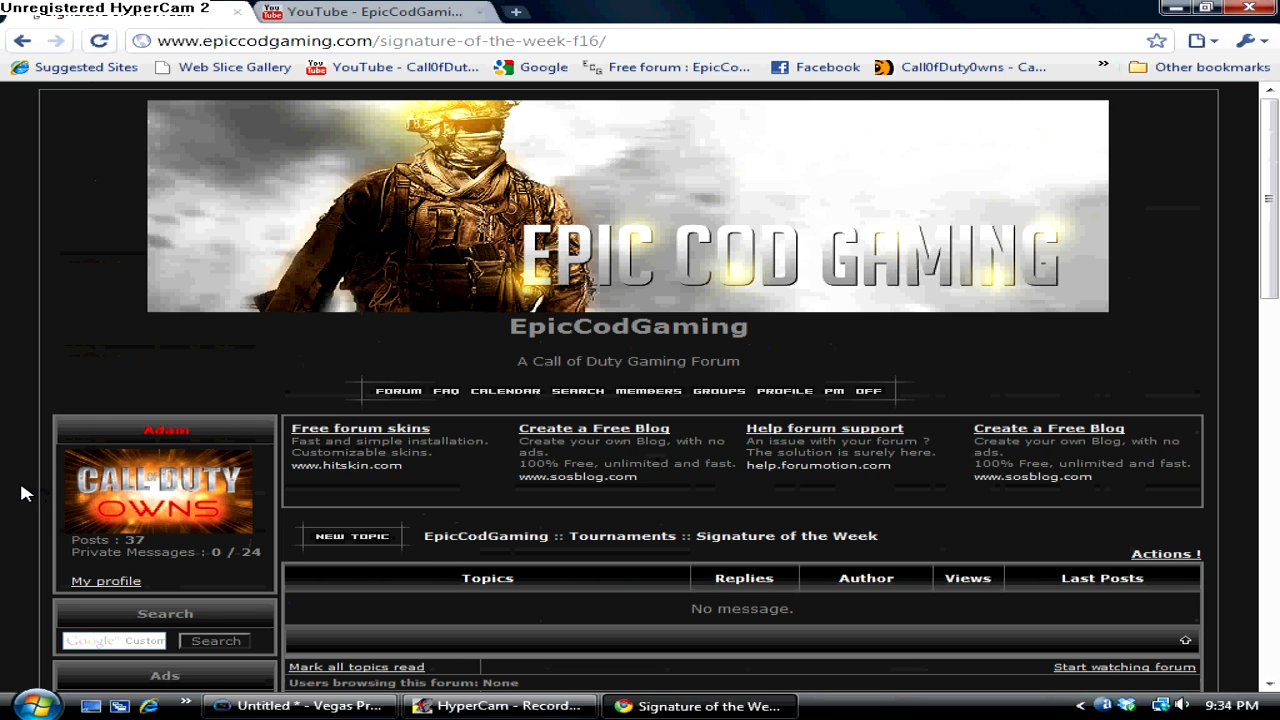 Unregistered HyperCam 2
YouTube - EpicCodGami...
www.epiccodgaming.com/signature-of-the-week-f16/
Suggested Sites Web Slice Gallery YouTube - Call0fDut... Google Free forum : EpicCo... Facebook Call0fDuty0wns - Ca... » Other bookmarks
EPIC COD GAMING
EpicCodGaming
A Call of Duty Gaming Forum
FORUM FAQ CALENDAR SEARCH MEMBERS GROUPS PROFILE PM OFF
Adam
CALL OF DUTY
OWNS
Posts : 37
Private Messages : 0 / 24
My profile
Search
Google™ Custom Search
Ads
Free forum skins
Fast and simple installation.
Customizable skins.
www.hitskin.com
Create a Free Blog
Create your own Blog, with no
ads.
100% Free, unlimited and fast.
www.sosblog.com
Help forum support
An issue with your forum ?
The solution is surely here.
help.forumotion.com
Create a Free Blog
Create your own Blog, with no
ads.
100% Free, unlimited and fast.
www.sosblog.com
NEW TOPIC EpicCodGaming :: Tournaments :: Signature of the Week
Actions !
Topics Replies Author Views Last Posts
No message.
Mark all topics read Start watching forum
Users browsing this forum: None
» Untitled * - Vegas Pr... HyperCam - Record... Signature of the We... < 9:34 PM